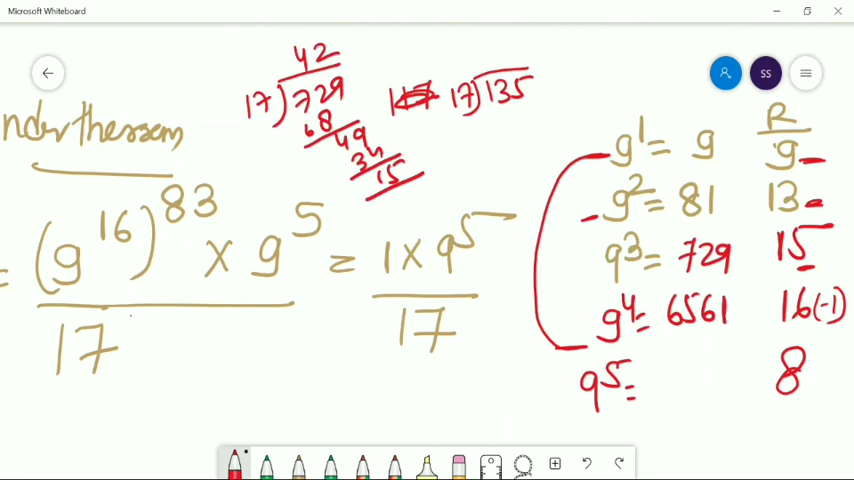 Microsoft Whiteboard
SS
42
17)729
68
49
34
15
17)135
= (9^16)^83 × 9^5 / 17 = 1 × 9^5 / 17
R
9^1 = 9 9
9^2 = 81 13
9^3 = 729 15
9^4 = 6561 16(-1)
9^5 = 8